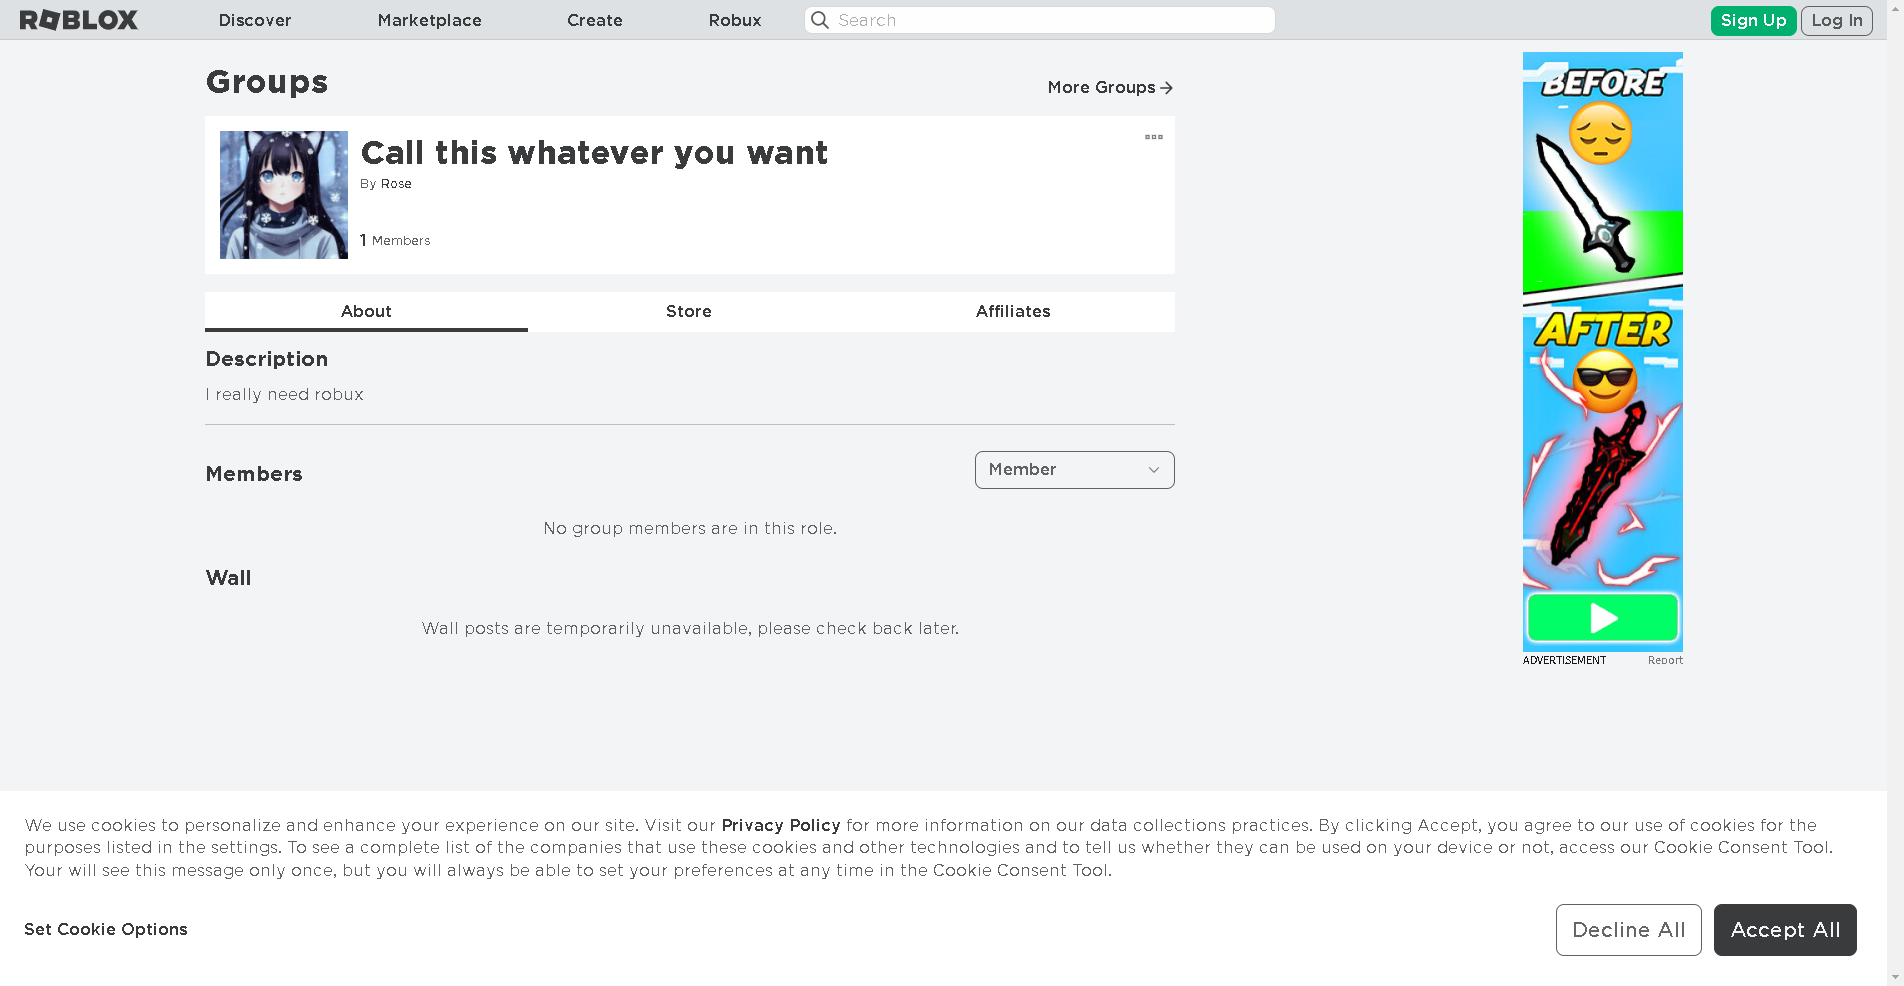 ROBLOX
Discover
Marketplace
Create
Robux
Search
Sign Up
Log In
Groups
More Groups
Call this whatever you want
By Rose
1 Members
About
Store
Affiliates
Description
I really need robux
Members
Member
No group members are in this role.
Wall
Wall posts are temporarily unavailable, please check back later.
BEFORE
AFTER
ADVERTISEMENT
Report
We use cookies to personalize and enhance your experience on our site. Visit our Privacy Policy for more information on our data collections practices. By clicking Accept, you agree to our use of cookies for the
purposes listed in the settings. To see a complete list of the companies that use these cookies and other technologies and to tell us whether they can be used on your device or not, access our Cookie Consent Tool.
Your will see this message only once, but you will always be able to set your preferences at any time in the Cookie Consent Tool.
Set Cookie Options
Decline All
Accept All